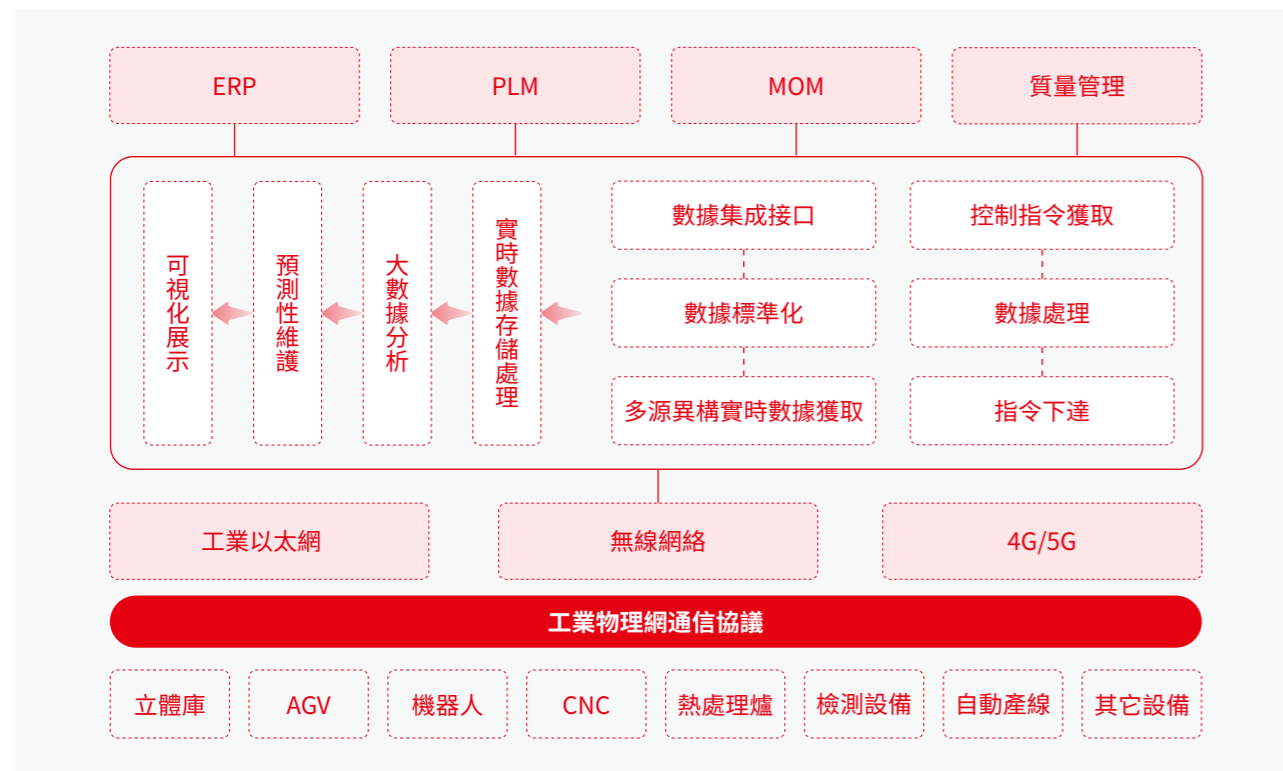 ERP
PLM
MOM
質量管理
可視化展示
預測性維護
大數據分析
實時數據存儲處理
數據集成接口
數據標準化
多源異構實時數據獲取
控制指令獲取
數據處理
指令下達
工業以太網
無線網絡
4G/5G
工業物理網通信協議
立體庫
AGV
機器人
CNC
熱處理爐
檢測設備
自動產線
其它設備